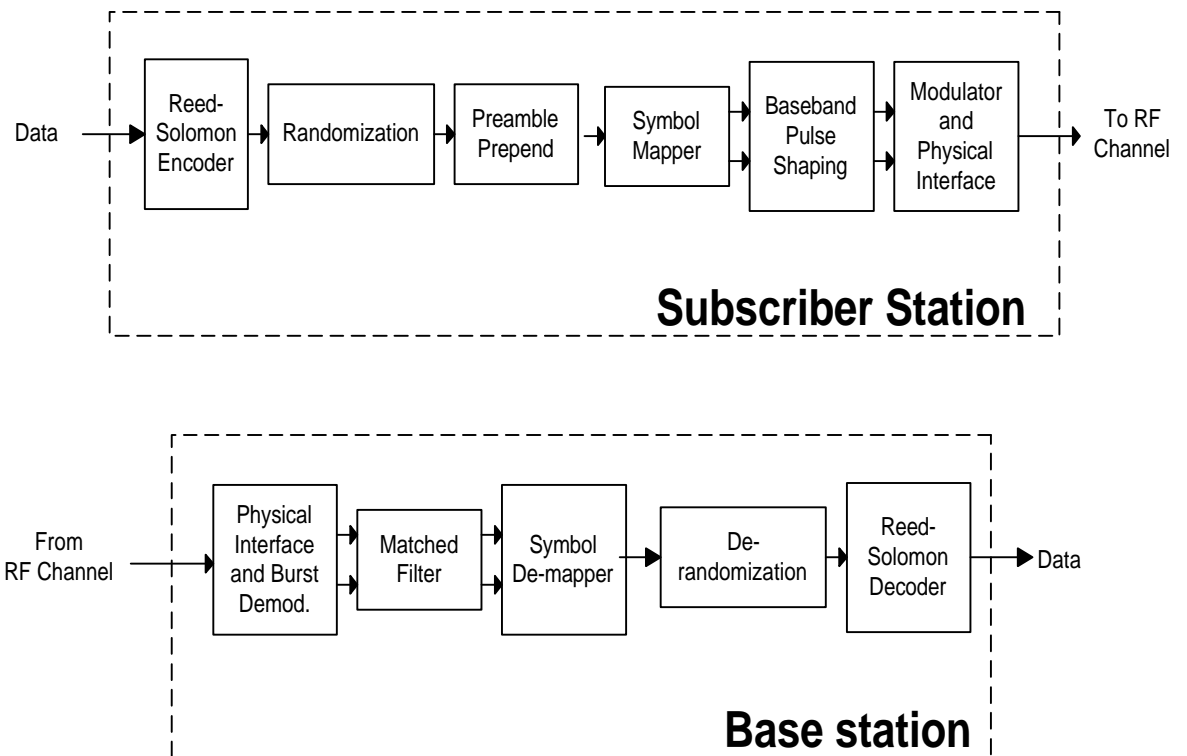 Data
Reed-
Solomon
Encoder
Randomization
Preamble
Prepend
Symbol
Mapper
Baseband
Pulse
Shaping
Modulator
and
Physical
Interface
To RF
Channel
Subscriber Station
From
RF Channel
Physical
Interface
and Burst
Demod.
Matched
Filter
Symbol
De-mapper
De-
randomization
Reed-
Solomon
Decoder
Data
Base station